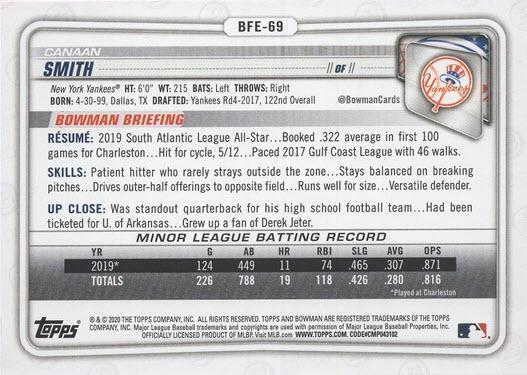 BFE-69
CANAAN
SMITH
// OF //
Yankees
New York Yankees® HT: 6'0" WT: 215 BATS: Left THROWS: Right
BORN: 4-30-99, Dallas, TX DRAFTED: Yankees Rd4-2017, 122nd Overall
@BowmanCards
BOWMAN BRIEFING
RÉSUMÉ: 2019 South Atlantic League All-Star...Booked .322 average in first 100
games for Charleston...Hit for cycle, 5/12...Paced 2017 Gulf Coast League with 46 walks.
SKILLS: Patient hitter who rarely strays outside the zone...Stays balanced on breaking
pitches...Drives outer-half offerings to opposite field...Runs well for size...Versatile defender.
UP CLOSE: Was standout quarterback for his high school football team...Had been
ticketed for U. of Arkansas...Grew up a fan of Derek Jeter.
MINOR LEAGUE BATTING RECORD
YR G AB HR RBI SLG AVG OPS
2019* 124 449 11 74 .465 .307 .871
TOTALS 226 788 19 118 .426 .280 .816
*Played at Charleston
Topps
® & © 2020 THE TOPPS COMPANY, INC. ALL RIGHTS RESERVED. TOPPS AND BOWMAN ARE REGISTERED TRADEMARKS OF THE TOPPS
COMPANY, INC. Major League Baseball trademarks and copyrights are used with permission of Major League Baseball Properties, Inc.
OFFICIALLY LICENSED PRODUCT OF MLBP. Visit MLB.com WWW.TOPPS.COM. CODE#CMP043102